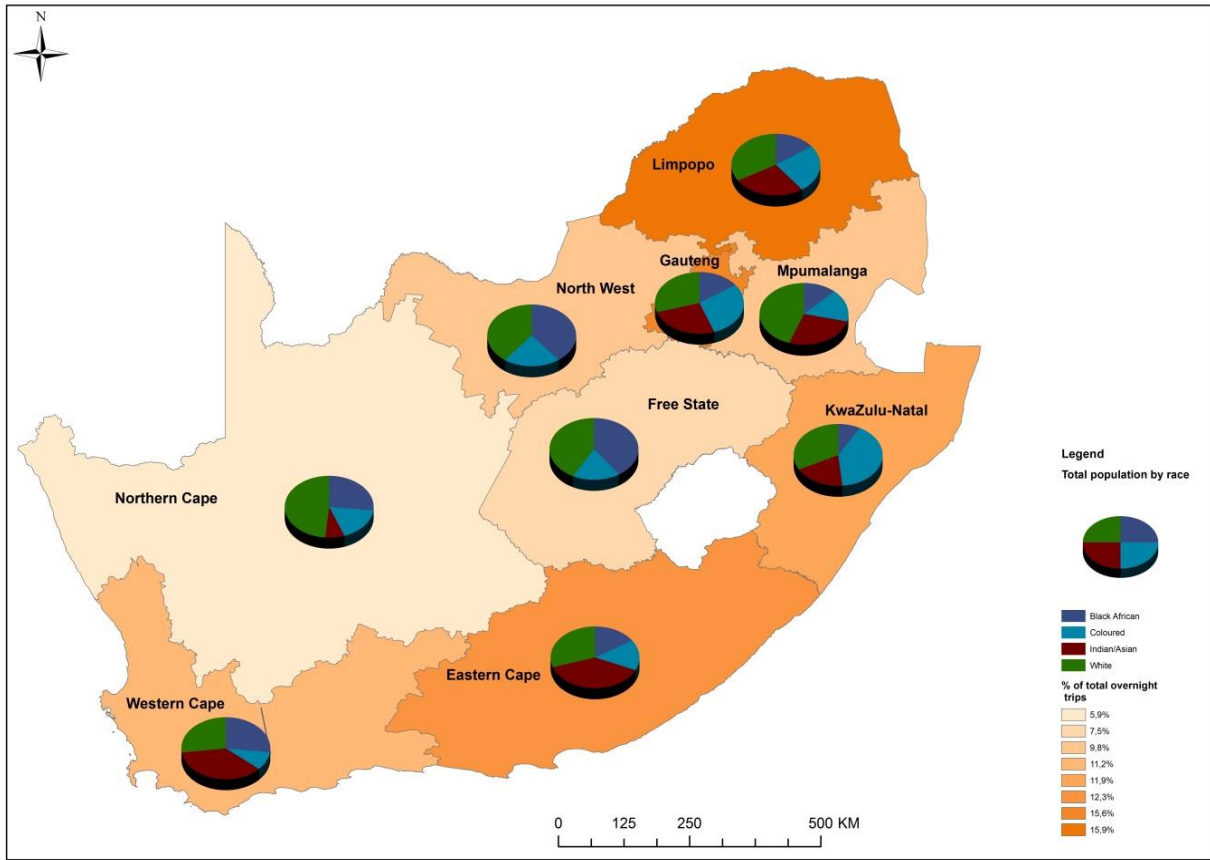 N
Limpopo
Gauteng
Mpumalanga
North West
Free State
KwaZulu-Natal
Northern Cape
Eastern Cape
Western Cape
0 125 250 500 KM
Legend
Total population by race
Black African
Coloured
Indian/Asian
White
% of total overnight
trips
5,9%
7,5%
9,8%
11,2%
11,9%
12,3%
15,6%
15,9%